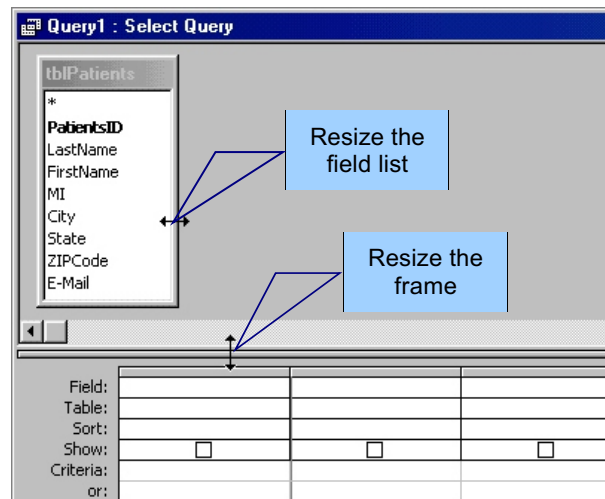 Query1 : Select Query
tblPatients
*
PatientsID
LastName
FirstName
MI
City
State
ZIPCode
E-Mail
Resize the
field list
Resize the
frame
Field:
Table:
Sort:
Show:
Criteria:
or: